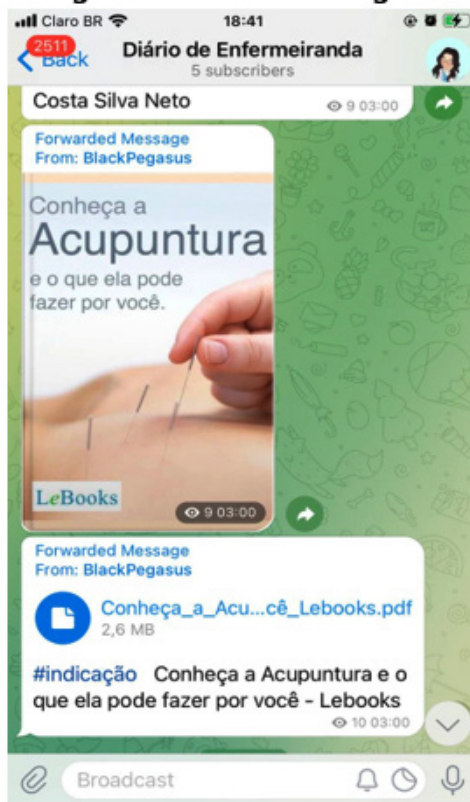 Claro BR
18:41
2511
Back
Diário de Enfermeiranda
5 subscribers
Costa Silva Neto
9 03:00
Forwarded Message
From: BlackPegasus
Conheça a
Acupuntura
e o que ela pode
fazer por você.
LeBooks
9 03:00
Forwarded Message
From: BlackPegasus
Conheça_a_Acu...cê_Lebooks.pdf
2,6 MB
#indicação Conheça a Acupuntura e o
que ela pode fazer por você - Lebooks
10 03:00
Broadcast